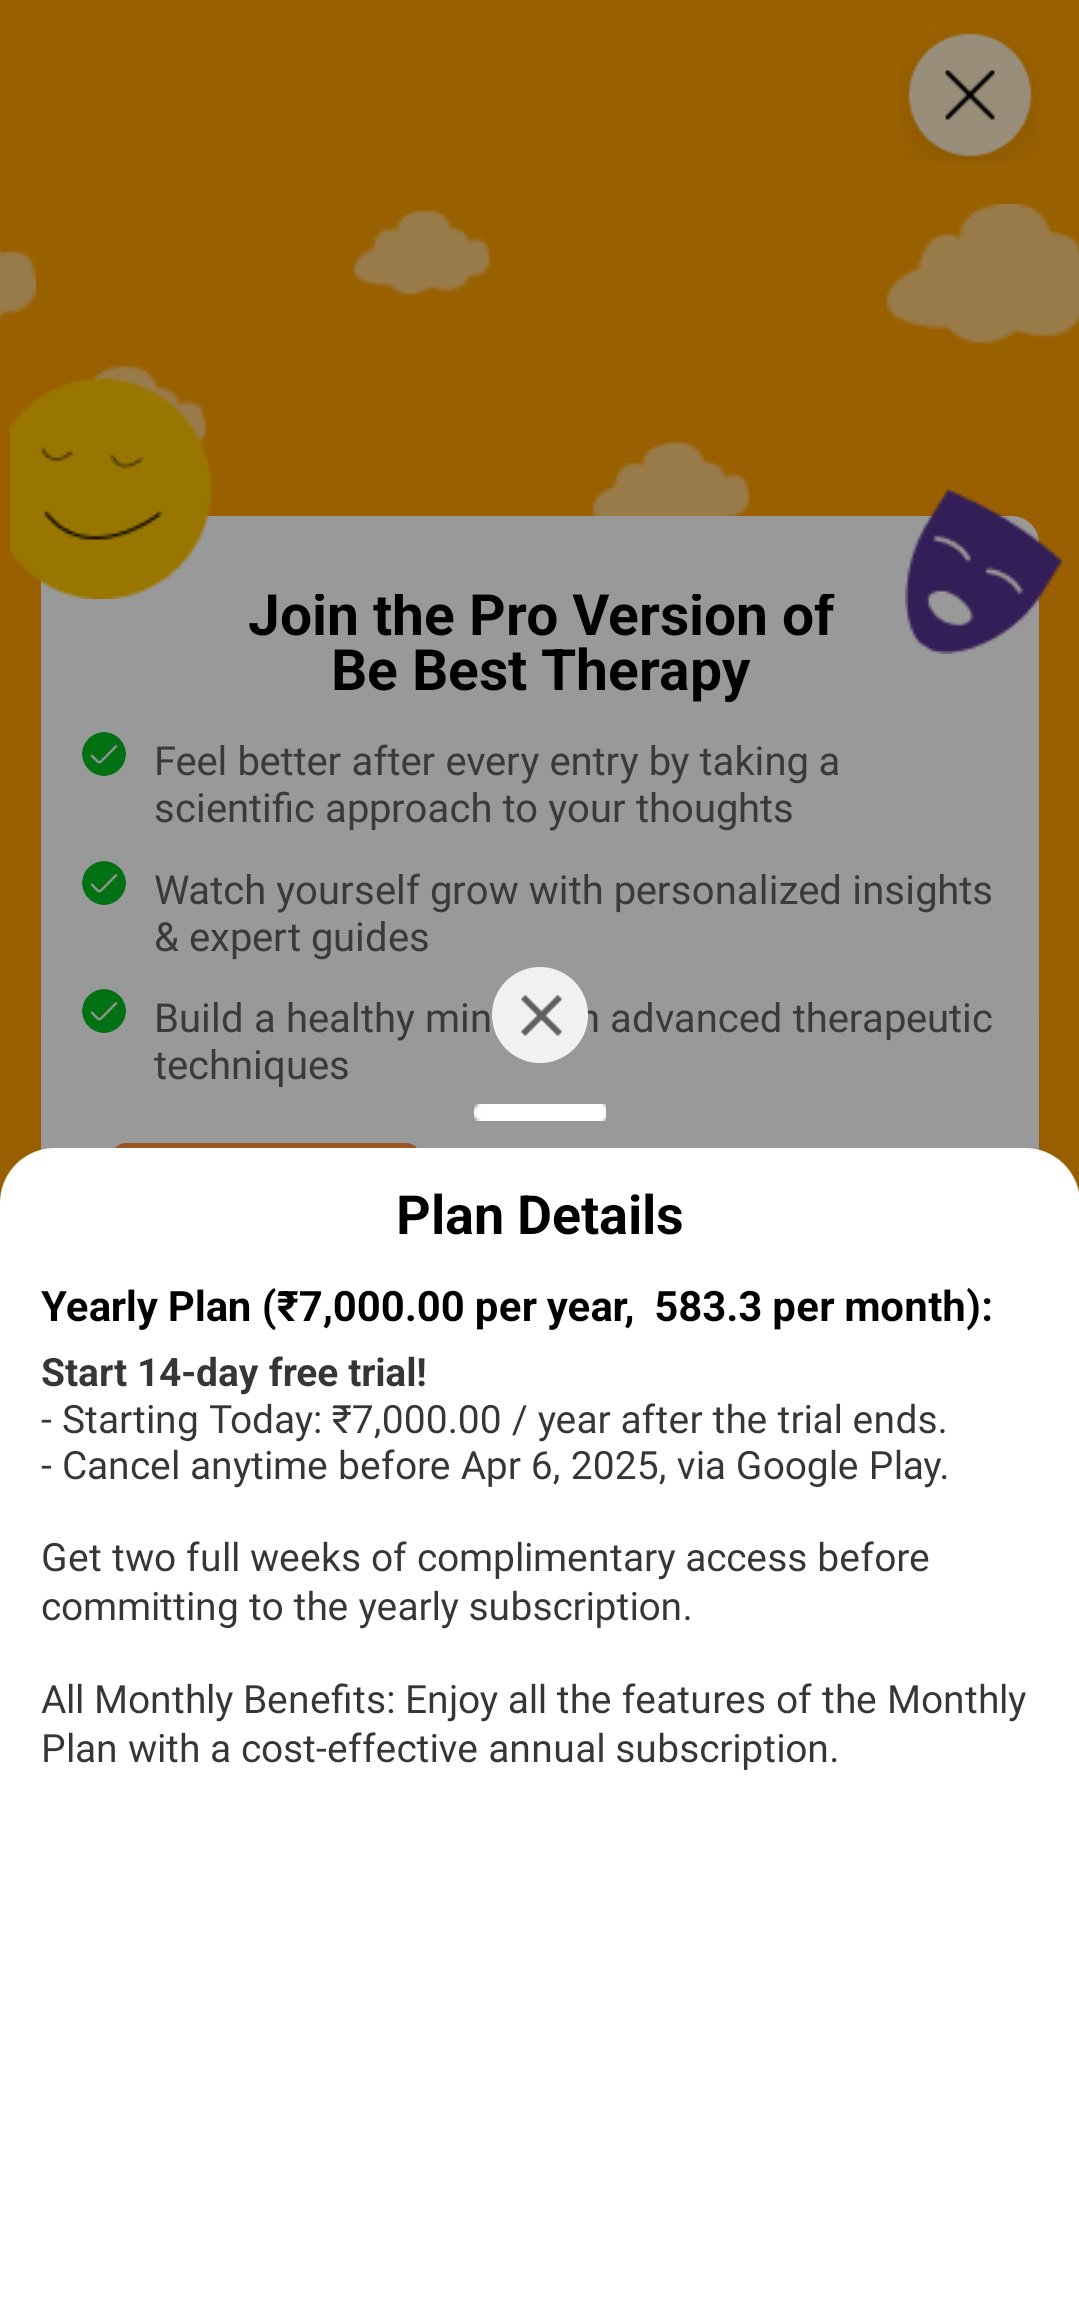 Join the Pro Version of
Be Best Therapy
Feel better after every entry by taking a
scientific approach to your thoughts
Watch yourself grow with personalized insights
& expert guides
Build a healthy advanced therapeutic
techniques
Plan Details
Yearly Plan (₹7,000.00 per year,  583.3 per month):
Start 14-day free trial!
- Starting Today: ₹7,000.00 / year after the trial ends.
- Cancel anytime before Apr 6, 2025, via Google Play.
Get two full weeks of complimentary access before
committing to the yearly subscription.
All Monthly Benefits: Enjoy all the features of the Monthly
Plan with a cost-effective annual subscription.